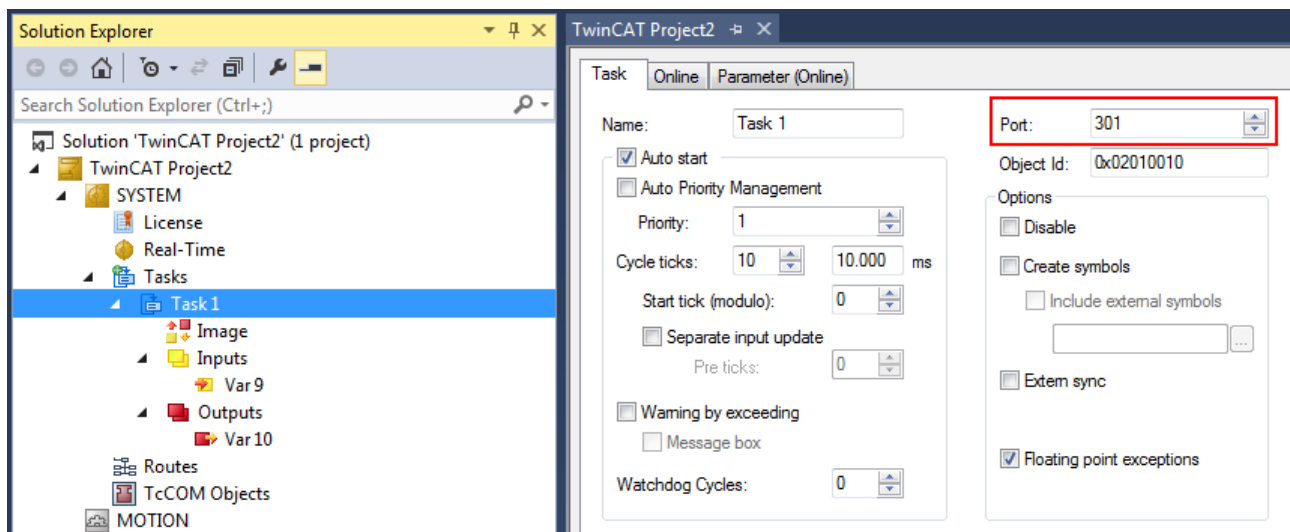 Solution Explorer
Search Solution Explorer (Ctrl+;)
Solution 'TwinCAT Project2' (1 project)
TwinCAT Project2
SYSTEM
License
Real-Time
Tasks
Task 1
Image
Inputs
Var 9
Outputs
Var 10
Routes
TcCOM Objects
MOTION
TwinCAT Project2
Task Online Parameter (Online)
Name: Task 1
Auto start
Auto Priority Management
Priority: 1
Cycle ticks: 10 10.000 ms
Start tick (modulo): 0
Separate input update
Pre ticks: 0
Warning by exceeding
Message box
Watchdog Cycles: 0
Port: 301
Object Id: 0x02010010
Options
Disable
Create symbols
Include external symbols
...
Extern sync
Floating point exceptions